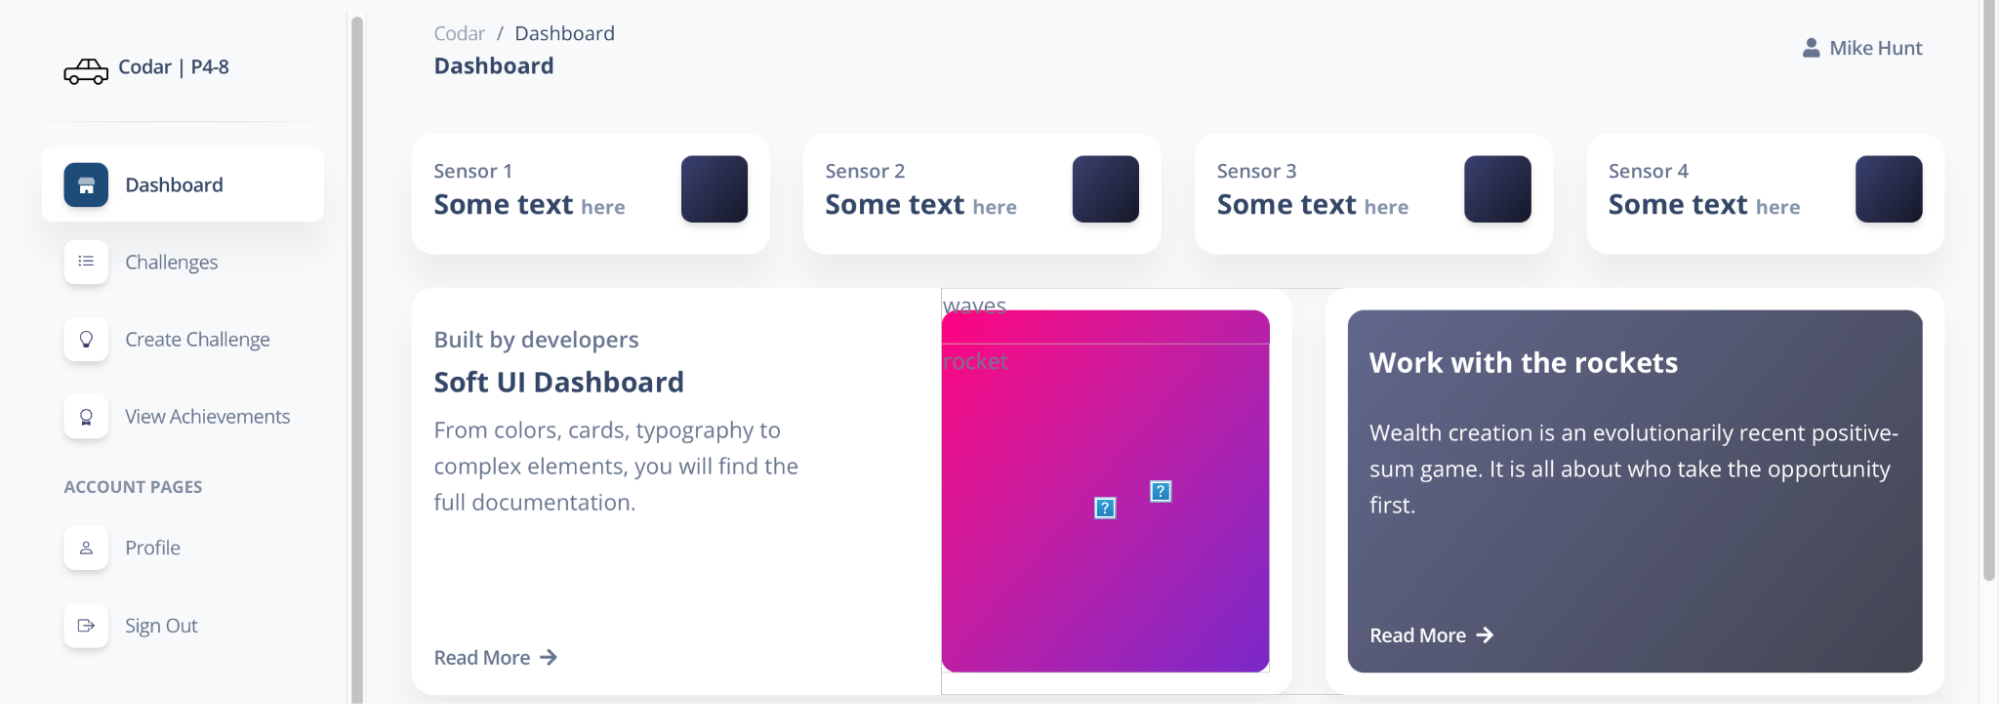 Codar | P4-8
Dashboard
Challenges
Create Challenge
View Achievements
ACCOUNT PAGES
Profile
Sign Out
Codar / Dashboard
Dashboard
Mike Hunt
Sensor 1
Some text here
Sensor 2
Some text here
Sensor 3
Some text here
Sensor 4
Some text here
Built by developers
Soft UI Dashboard
From colors, cards, typography to
complex elements, you will find the
full documentation.
Read More
waves
rocket
?
?
Work with the rockets
Wealth creation is an evolutionarily recent positive-
sum game. It is all about who take the opportunity
first.
Read More